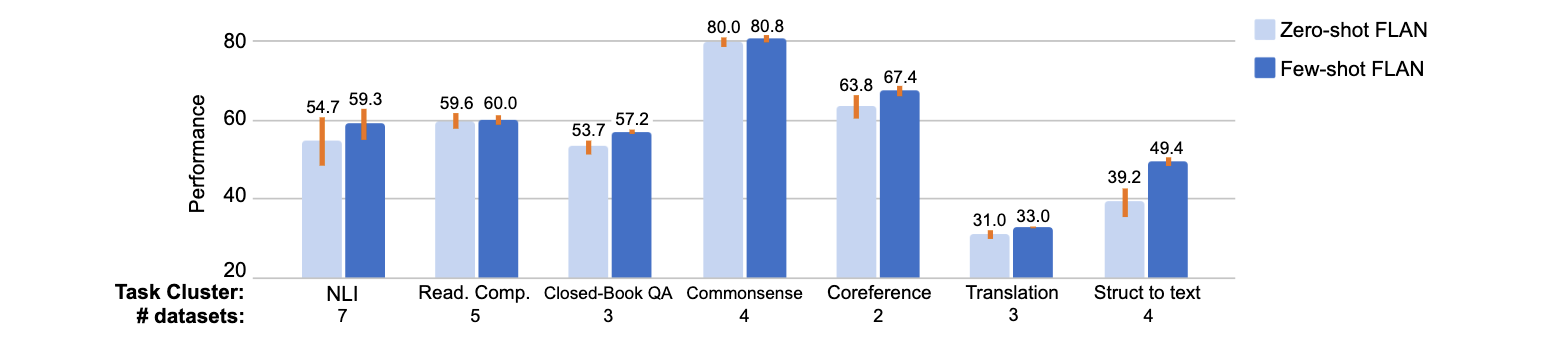 80.0 80.8
Zero-shot FLAN
80
Few-shot FLAN
63.8 67.4
54.7 59.3
59.6 60.0
60
53.7 57.2
49.4
39.2
40
31.0 33.0
20
Performance
Task Cluster: NLI Read. Comp. Closed-Book QA Commonsense Coreference Translation Struct to text
# datasets: 7 5 3 4 2 3 4